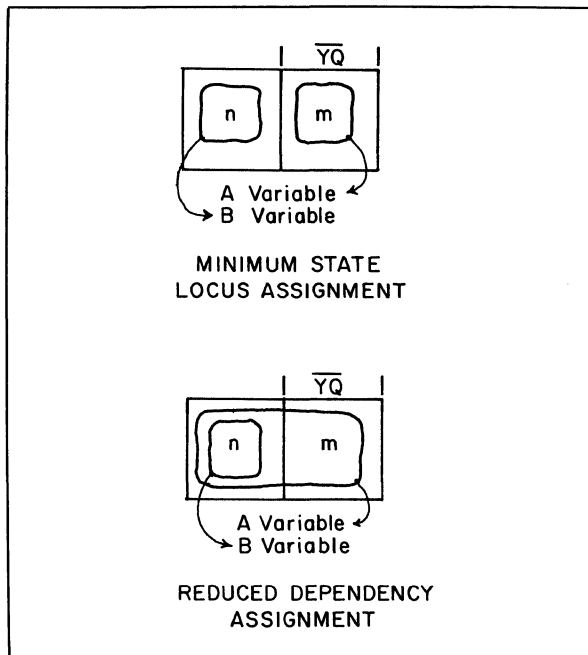 YQ
n m
A Variable
B Variable
MINIMUM STATE
LOCUS ASSIGNMENT
YQ
n m
A Variable
B Variable
REDUCED DEPENDENCY
ASSIGNMENT